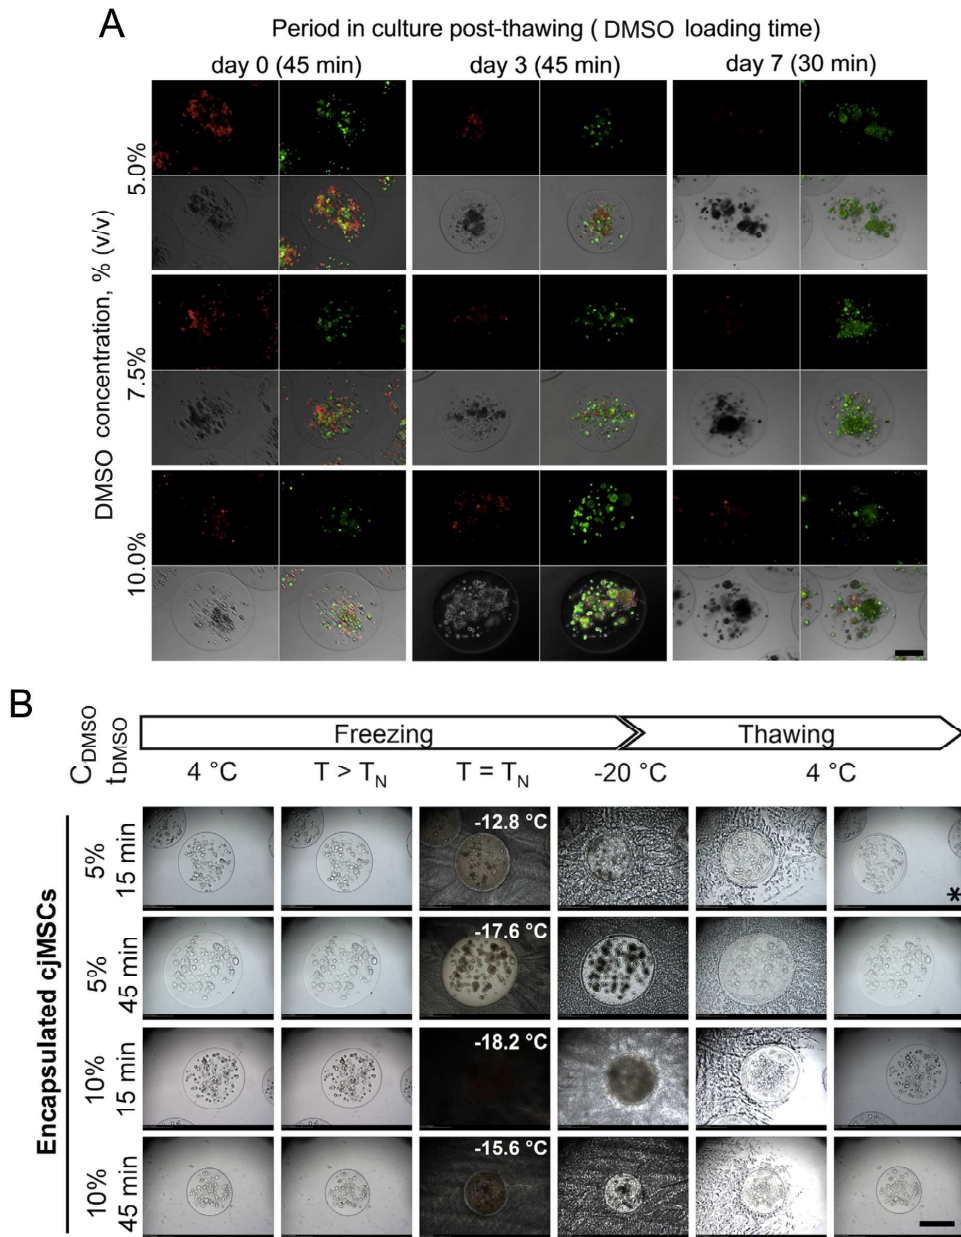 A
Period in culture post-thawing ( DMSO loading time)
day 0 (45 min)
day 3 (45 min)
day 7 (30 min)
DMSO concentration, % (v/v)
5.0%
7.5%
10.0%
B
C DMSO
t DMSO
Freezing
Thawing
4 °C
T > TN
T = TN
-20 °C
4 °C
Encapsulated cjMSCs
5%
15 min
-12.8 °C
*
5%
45 min
-17.6 °C
10%
15 min
-18.2 °C
10%
45 min
-15.6 °C